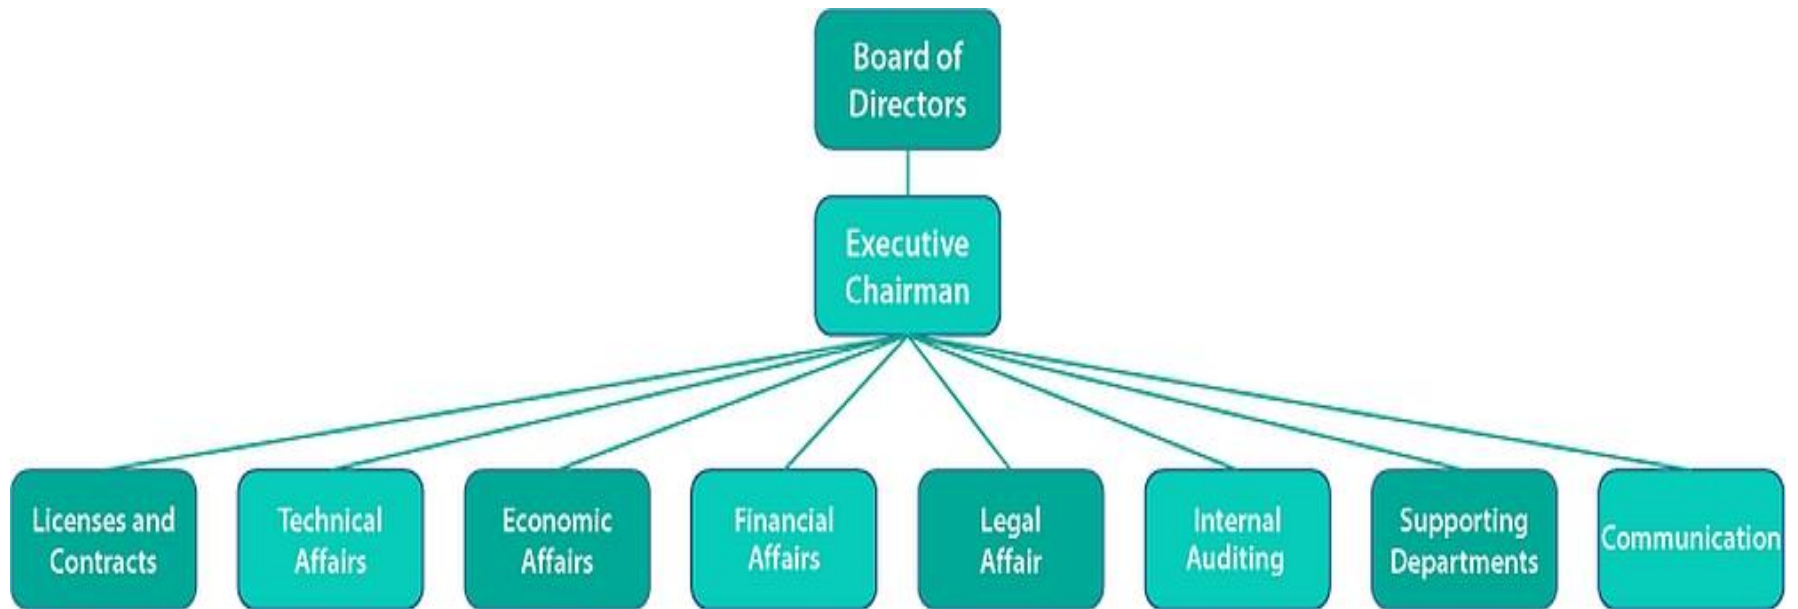 Board of
Directors
Executive
Chairman
Licenses and
Contracts
Technical
Affairs
Economic
Affairs
Financial
Affairs
Legal
Affair
Internal
Auditing
Supporting
Departments
Communication